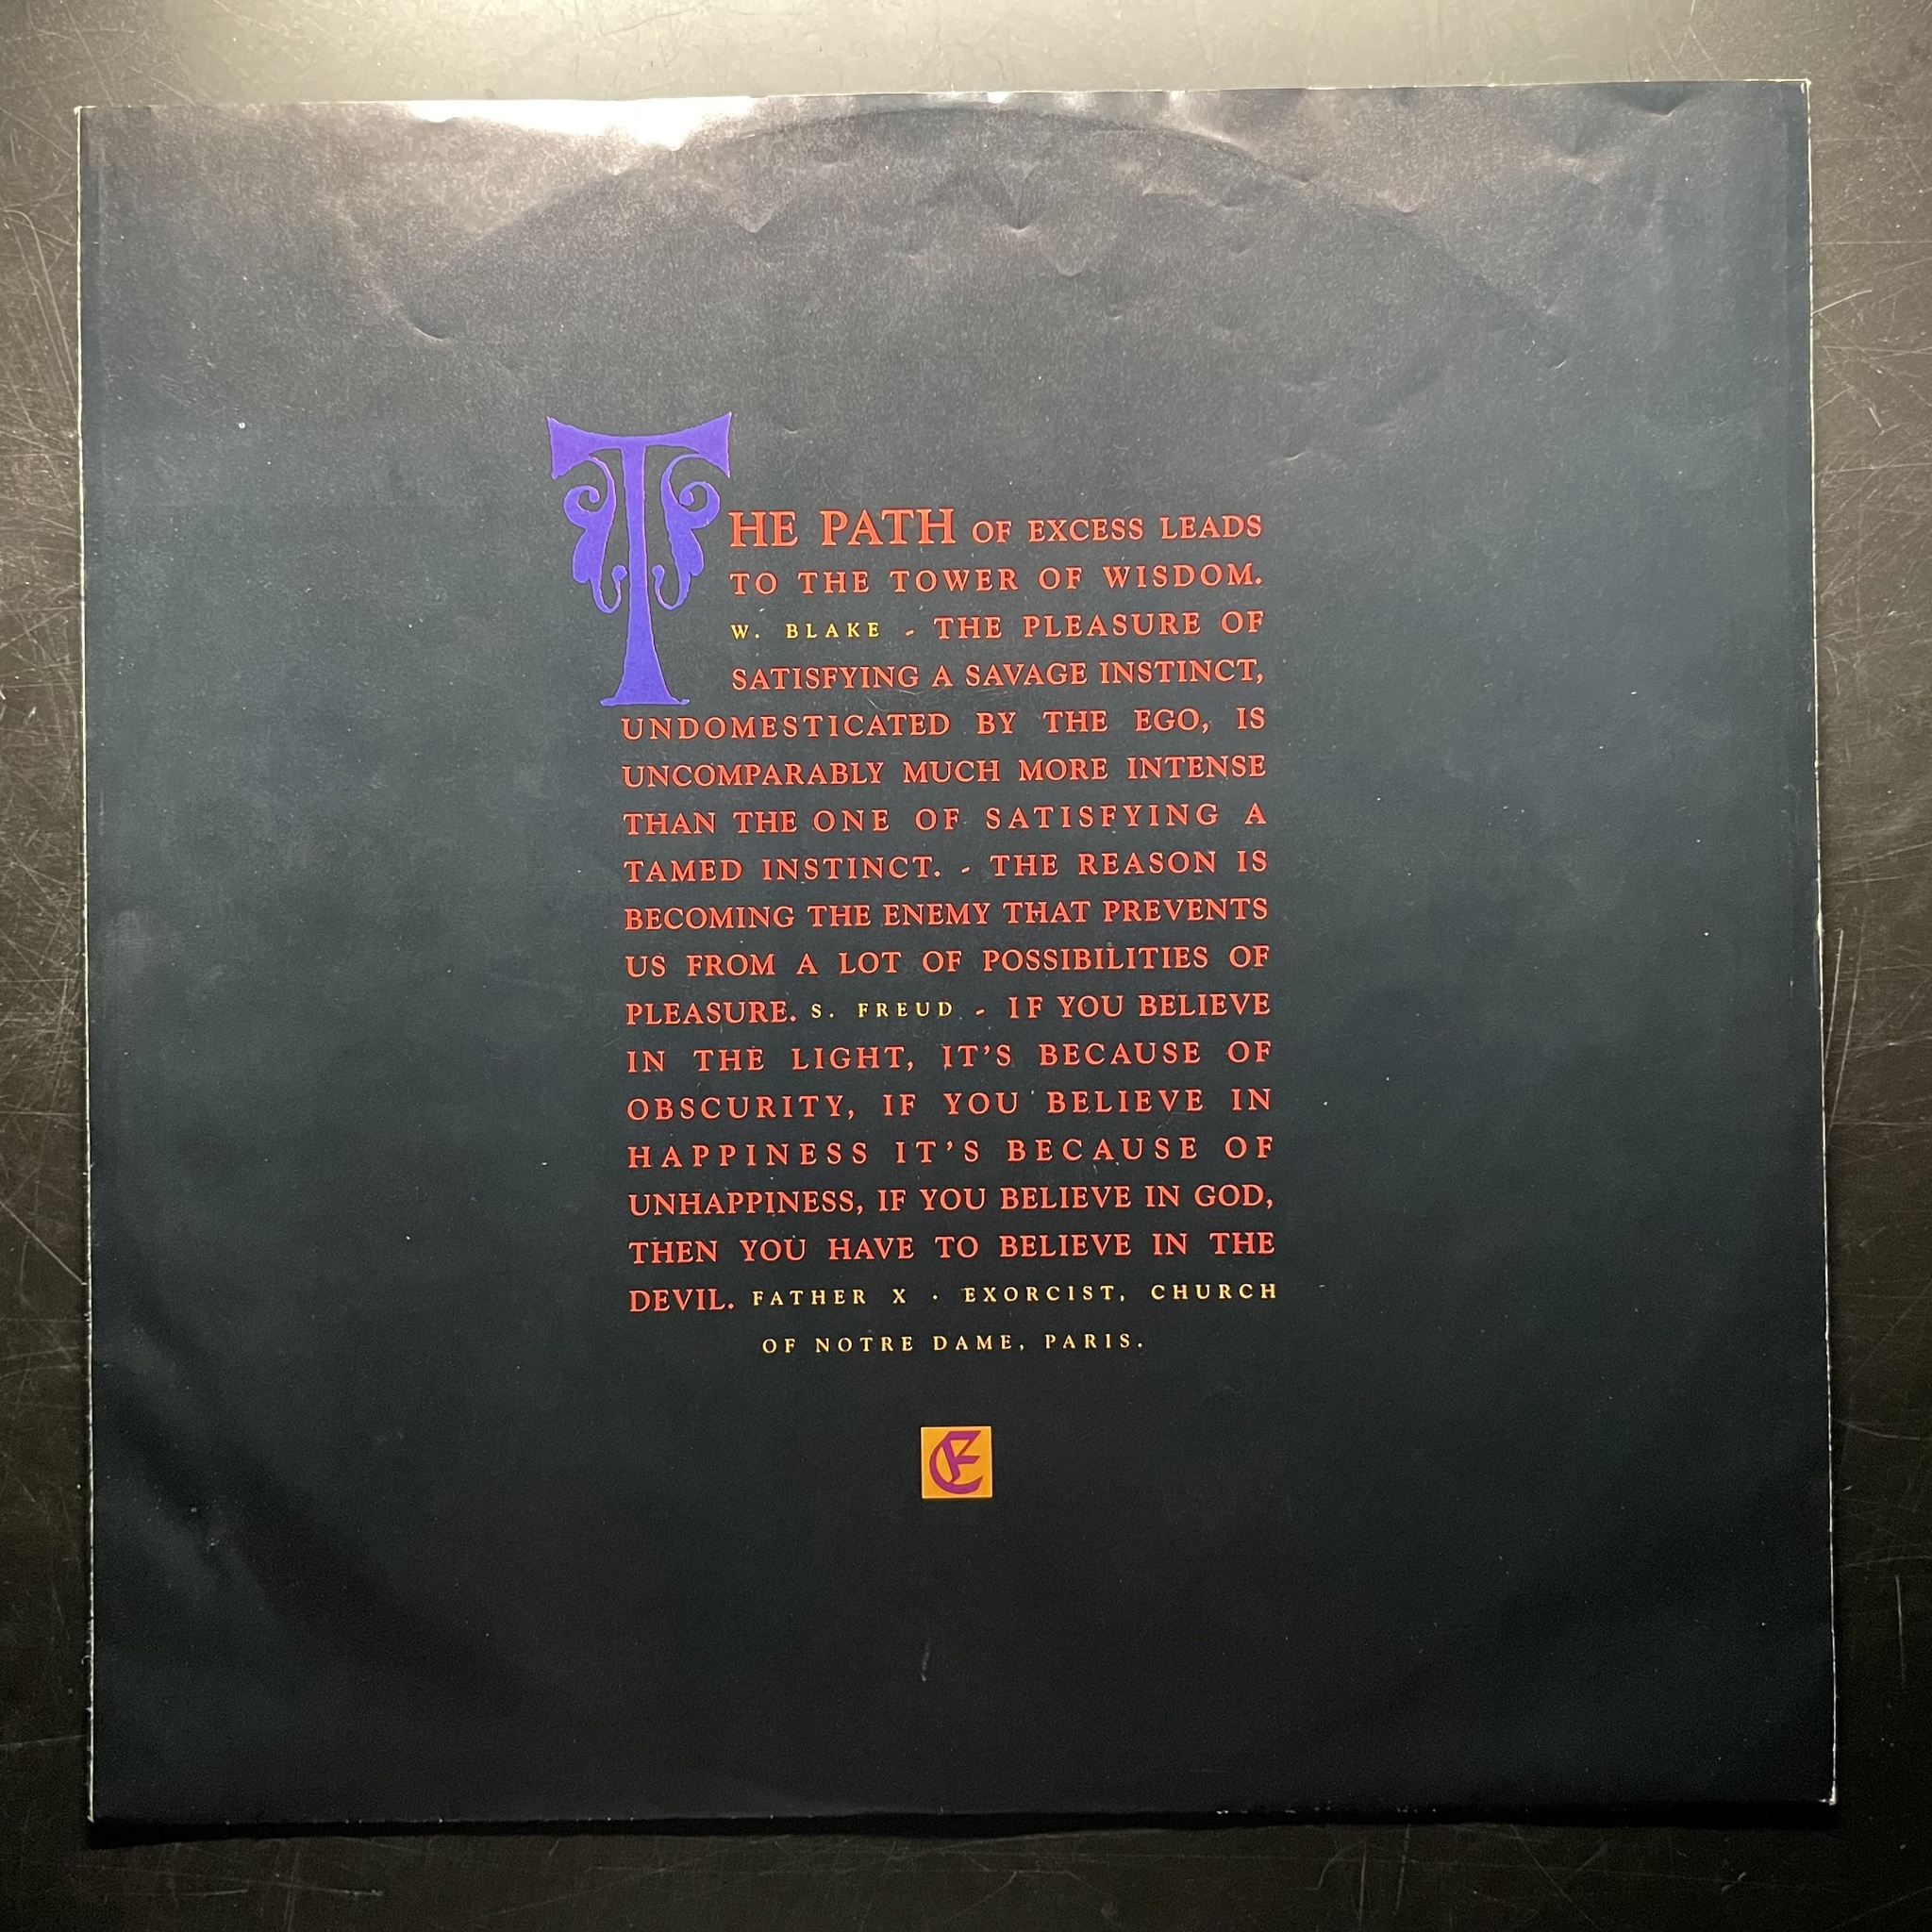 THE PATH OF EXCESS LEADS
TO THE TOWER OF WISDOM.
W. BLAKE - THE PLEASURE OF
SATISFYING A SAVAGE INSTINCT,
UNDOMESTICATED BY THE EGO, IS
UNCOMPARABLY MUCH MORE INTENSE
THAN THE ONE OF SATISFYING A
TAMED INSTINCT. - THE REASON IS
BECOMING THE ENEMY THAT PREVENTS
US FROM A LOT OF POSSIBILITIES OF
PLEASURE. S. FREUD - IF YOU BELIEVE
IN THE LIGHT, IT'S BECAUSE OF
OBSCURITY, IF YOU BELIEVE IN
HAPPINESS IT'S BECAUSE OF
UNHAPPINESS, IF YOU BELIEVE IN GOD,
THEN YOU HAVE TO BELIEVE IN THE
DEVIL. FATHER X · EXORCIST, CHURCH
OF NOTRE DAME, PARIS.
E